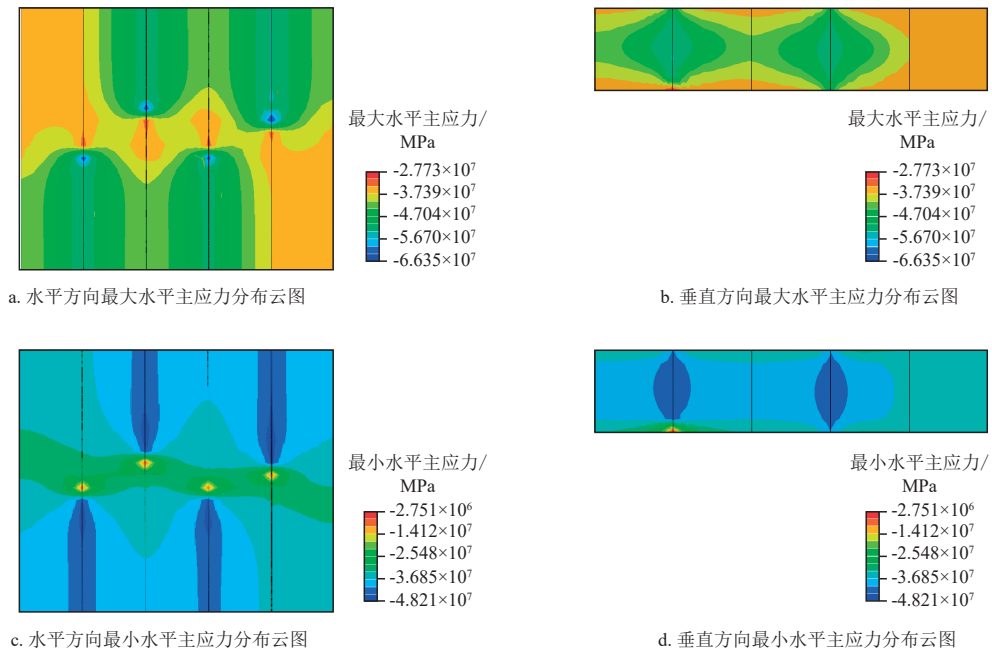 最大水平主应力/
MPa
-2.773×10⁷
-3.739×10⁷
-4.704×10⁷
-5.670×10⁷
-6.635×10⁷
a. 水平方向最大水平主应力分布云图
最大水平主应力/
MPa
-2.773×10⁷
-3.739×10⁷
-4.704×10⁷
-5.670×10⁷
-6.635×10⁷
b. 垂直方向最大水平主应力分布云图
最小水平主应力/
MPa
-2.751×10⁶
-1.412×10⁷
-2.548×10⁷
-3.685×10⁷
-4.821×10⁷
c. 水平方向最小水平主应力分布云图
最小水平主应力/
MPa
-2.751×10⁶
-1.412×10⁷
-2.548×10⁷
-3.685×10⁷
-4.821×10⁷
d. 垂直方向最小水平主应力分布云图